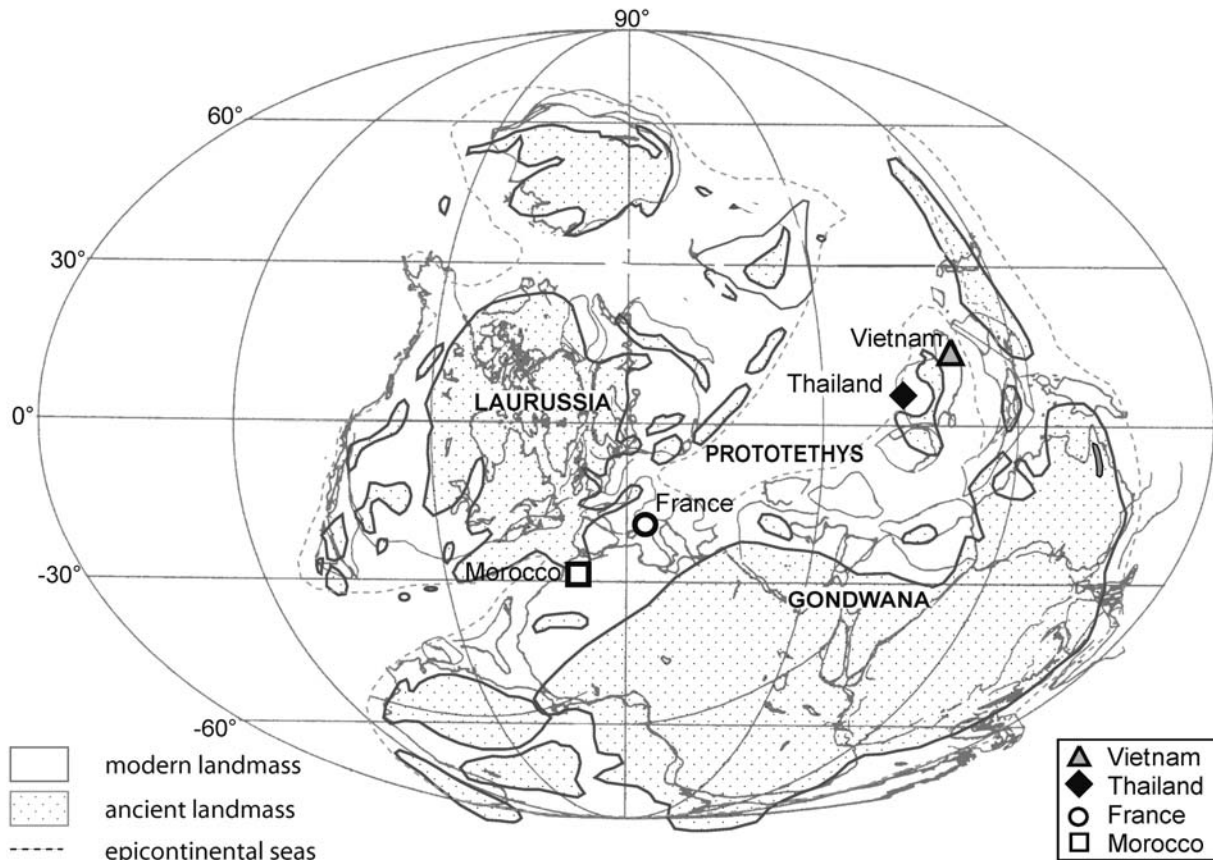 90°
60°
30°
Vietnam
Thailand
LAURUSSIA
0°
PROTOTETHYS
France
-30°
Morocco
GONDWANA
-60°
modern landmass
ancient landmass
epicontinental seas
Vietnam
Thailand
France
Morocco